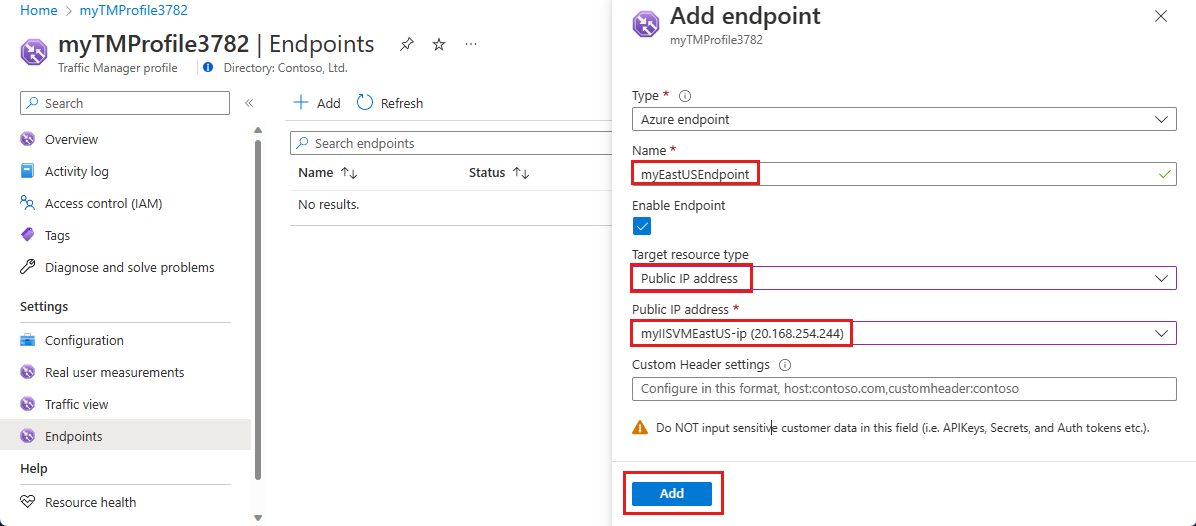 Home > myTMProfile3782
myTMProfile3782 | Endpoints ...
Traffic Manager profile
Directory: Contoso, Ltd.
Search
Overview
Activity log
Access control (IAM)
Tags
Diagnose and solve problems
Settings
Configuration
Real user measurements
Traffic view
Endpoints
Help
Resource health
Add Refresh
Search endpoints
Name Status
No results.
Add endpoint
myTMProfile3782
Type *
Azure endpoint
Name *
myEastUSEndpoint
Enable Endpoint
Target resource type
Public IP address
Public IP address *
myIISVMEastUS-ip (20.168.254.244)
Custom Header settings
Configure in this format, host:contoso.com,customheader:contoso
Do NOT input sensitive customer data in this field (i.e. APIKeys, Secrets, and Auth tokens etc.).
Add